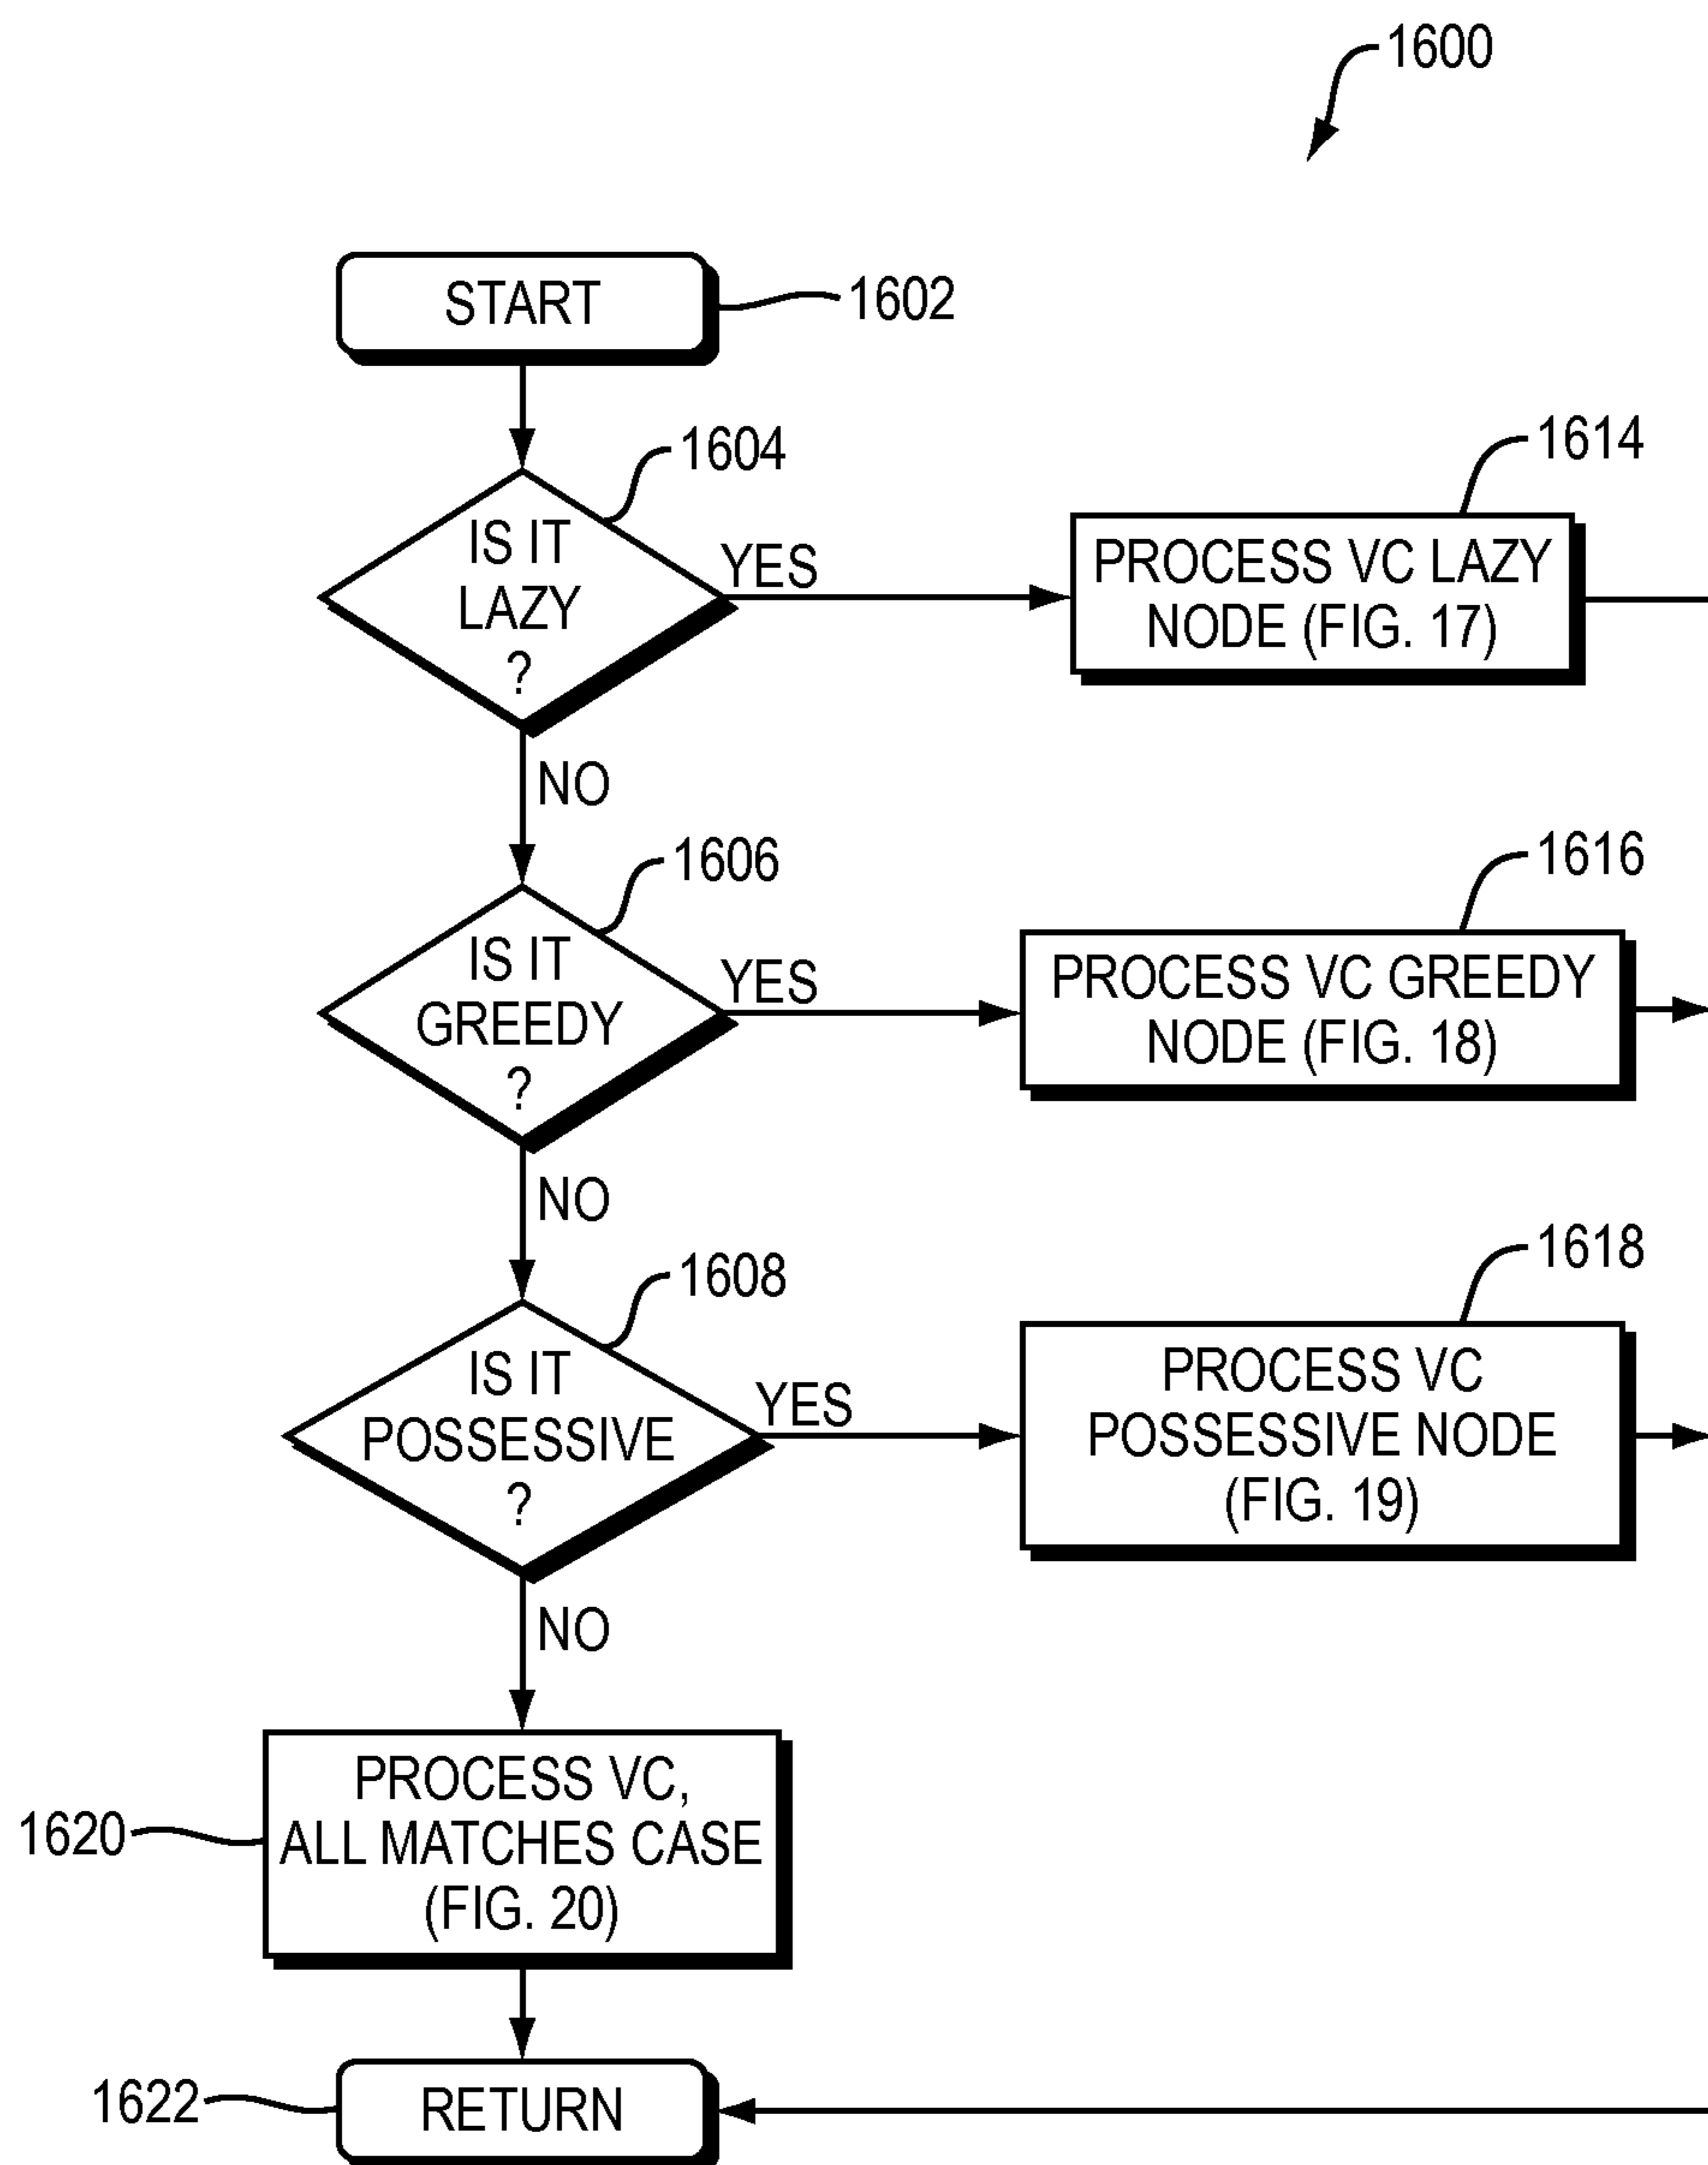 1600
START
1602
1604
IS IT
LAZY
?
YES
1614
PROCESS VC LAZY
NODE (FIG. 17)
NO
1606
IS IT
GREEDY
?
YES
1616
PROCESS VC GREEDY
NODE (FIG. 18)
NO
1608
IS IT
POSSESSIVE
?
YES
1618
PROCESS VC
POSSESSIVE NODE
(FIG. 19)
NO
1620
PROCESS VC,
ALL MATCHES CASE
(FIG. 20)
1622
RETURN